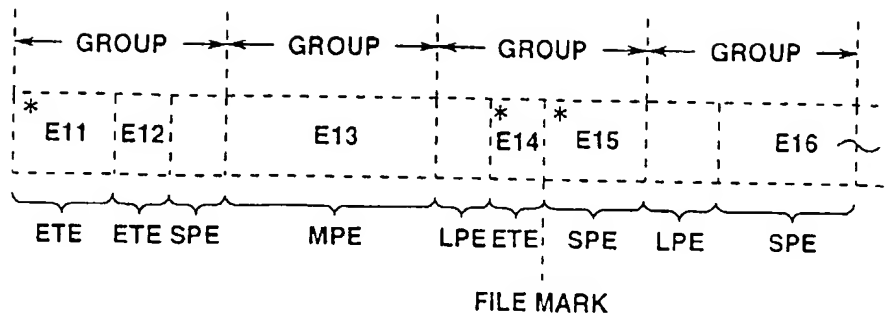 GROUP GROUP GROUP GROUP
* E11 E12 E13 * E14 * E15 E16
ETE ETE SPE MPE LPE ETE SPE LPE SPE
FILE MARK